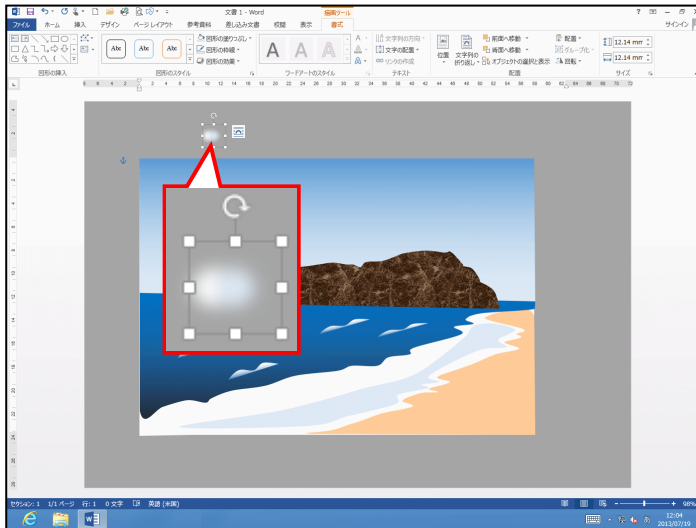 文書 1 - Word
描画ツール
ファイル ホーム 挿入 デザイン ページ レイアウト 参考資料 差し込み文書 校閲 表示 書式 サインイン
Abc Abc Abc
図形の塗りつぶし
図形の枠線
図形の効果
A A A
文字列の方向
文字の配置
リンクの作成
位置 文字列の折り返し
前面へ移動
背面へ移動
オブジェクトの選択と表示
配置
グループ化
回転
12.14 mm
12.14 mm
図形の挿入 図形のスタイル ワードアートのスタイル テキスト 配置 サイズ
セクション: 1 1/1 ページ 行: 1 0 文字 英語 (米国) 98%
12:04
2013/07/19